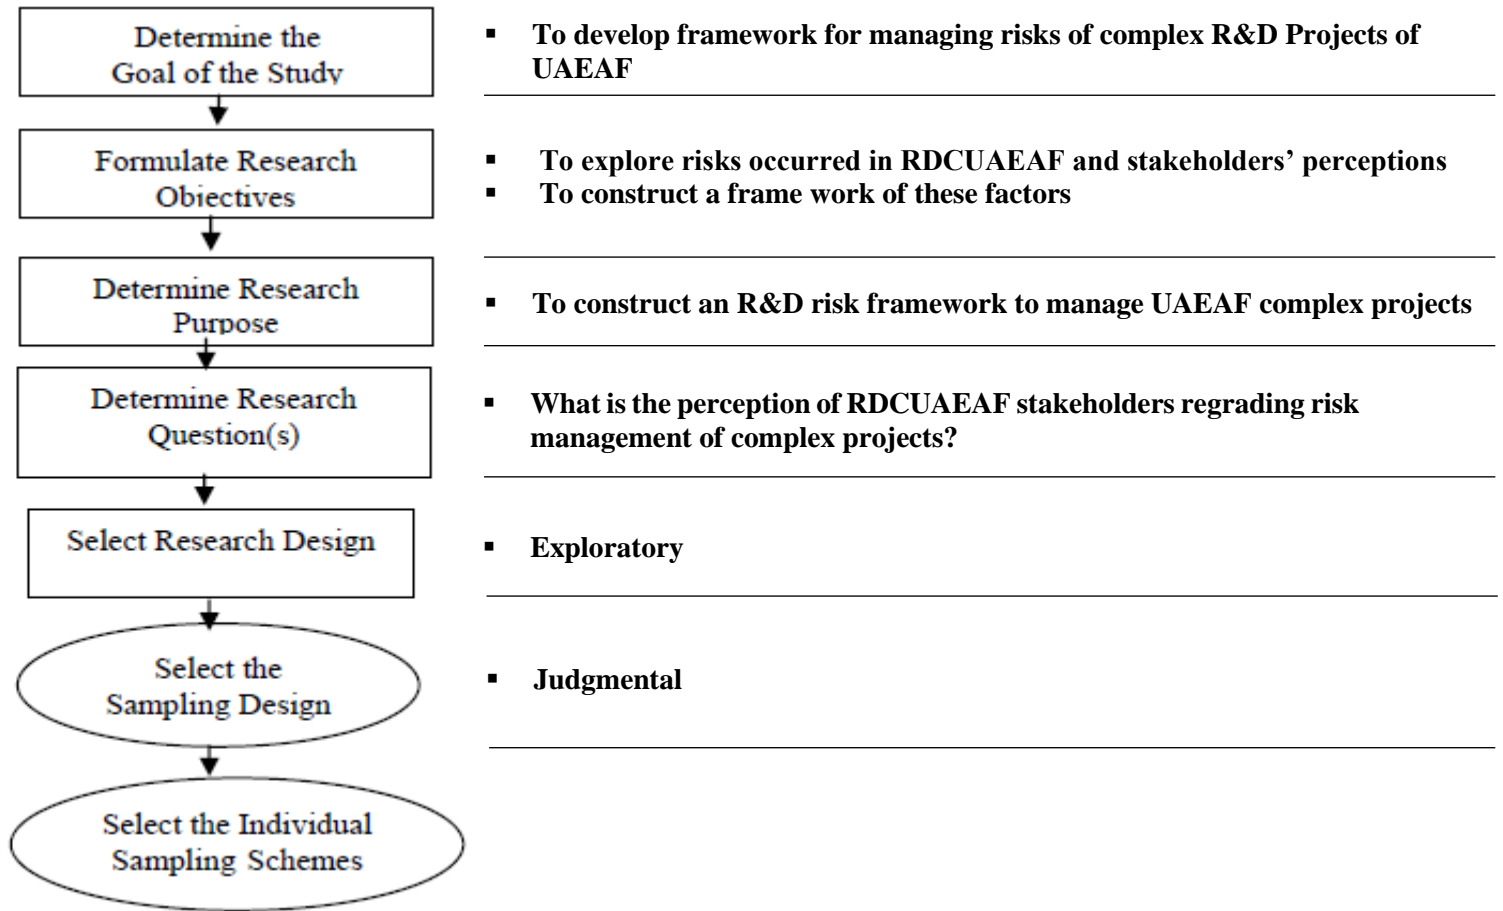 Determine the
Goal of the Study
▪ To develop framework for managing risks of complex R&D Projects of
UAEAF
Formulate Research
Objectives
▪ To explore risks occurred in RDCUAEAF and stakeholders’ perceptions
▪ To construct a frame work of these factors
Determine Research
Purpose
▪ To construct an R&D risk framework to manage UAEAF complex projects
Determine Research
Question(s)
▪ What is the perception of RDCUAEAF stakeholders regrading risk
management of complex projects?
Select Research Design
▪ Exploratory
Select the
Sampling Design
▪ Judgmental
Select the Individual
Sampling Schemes